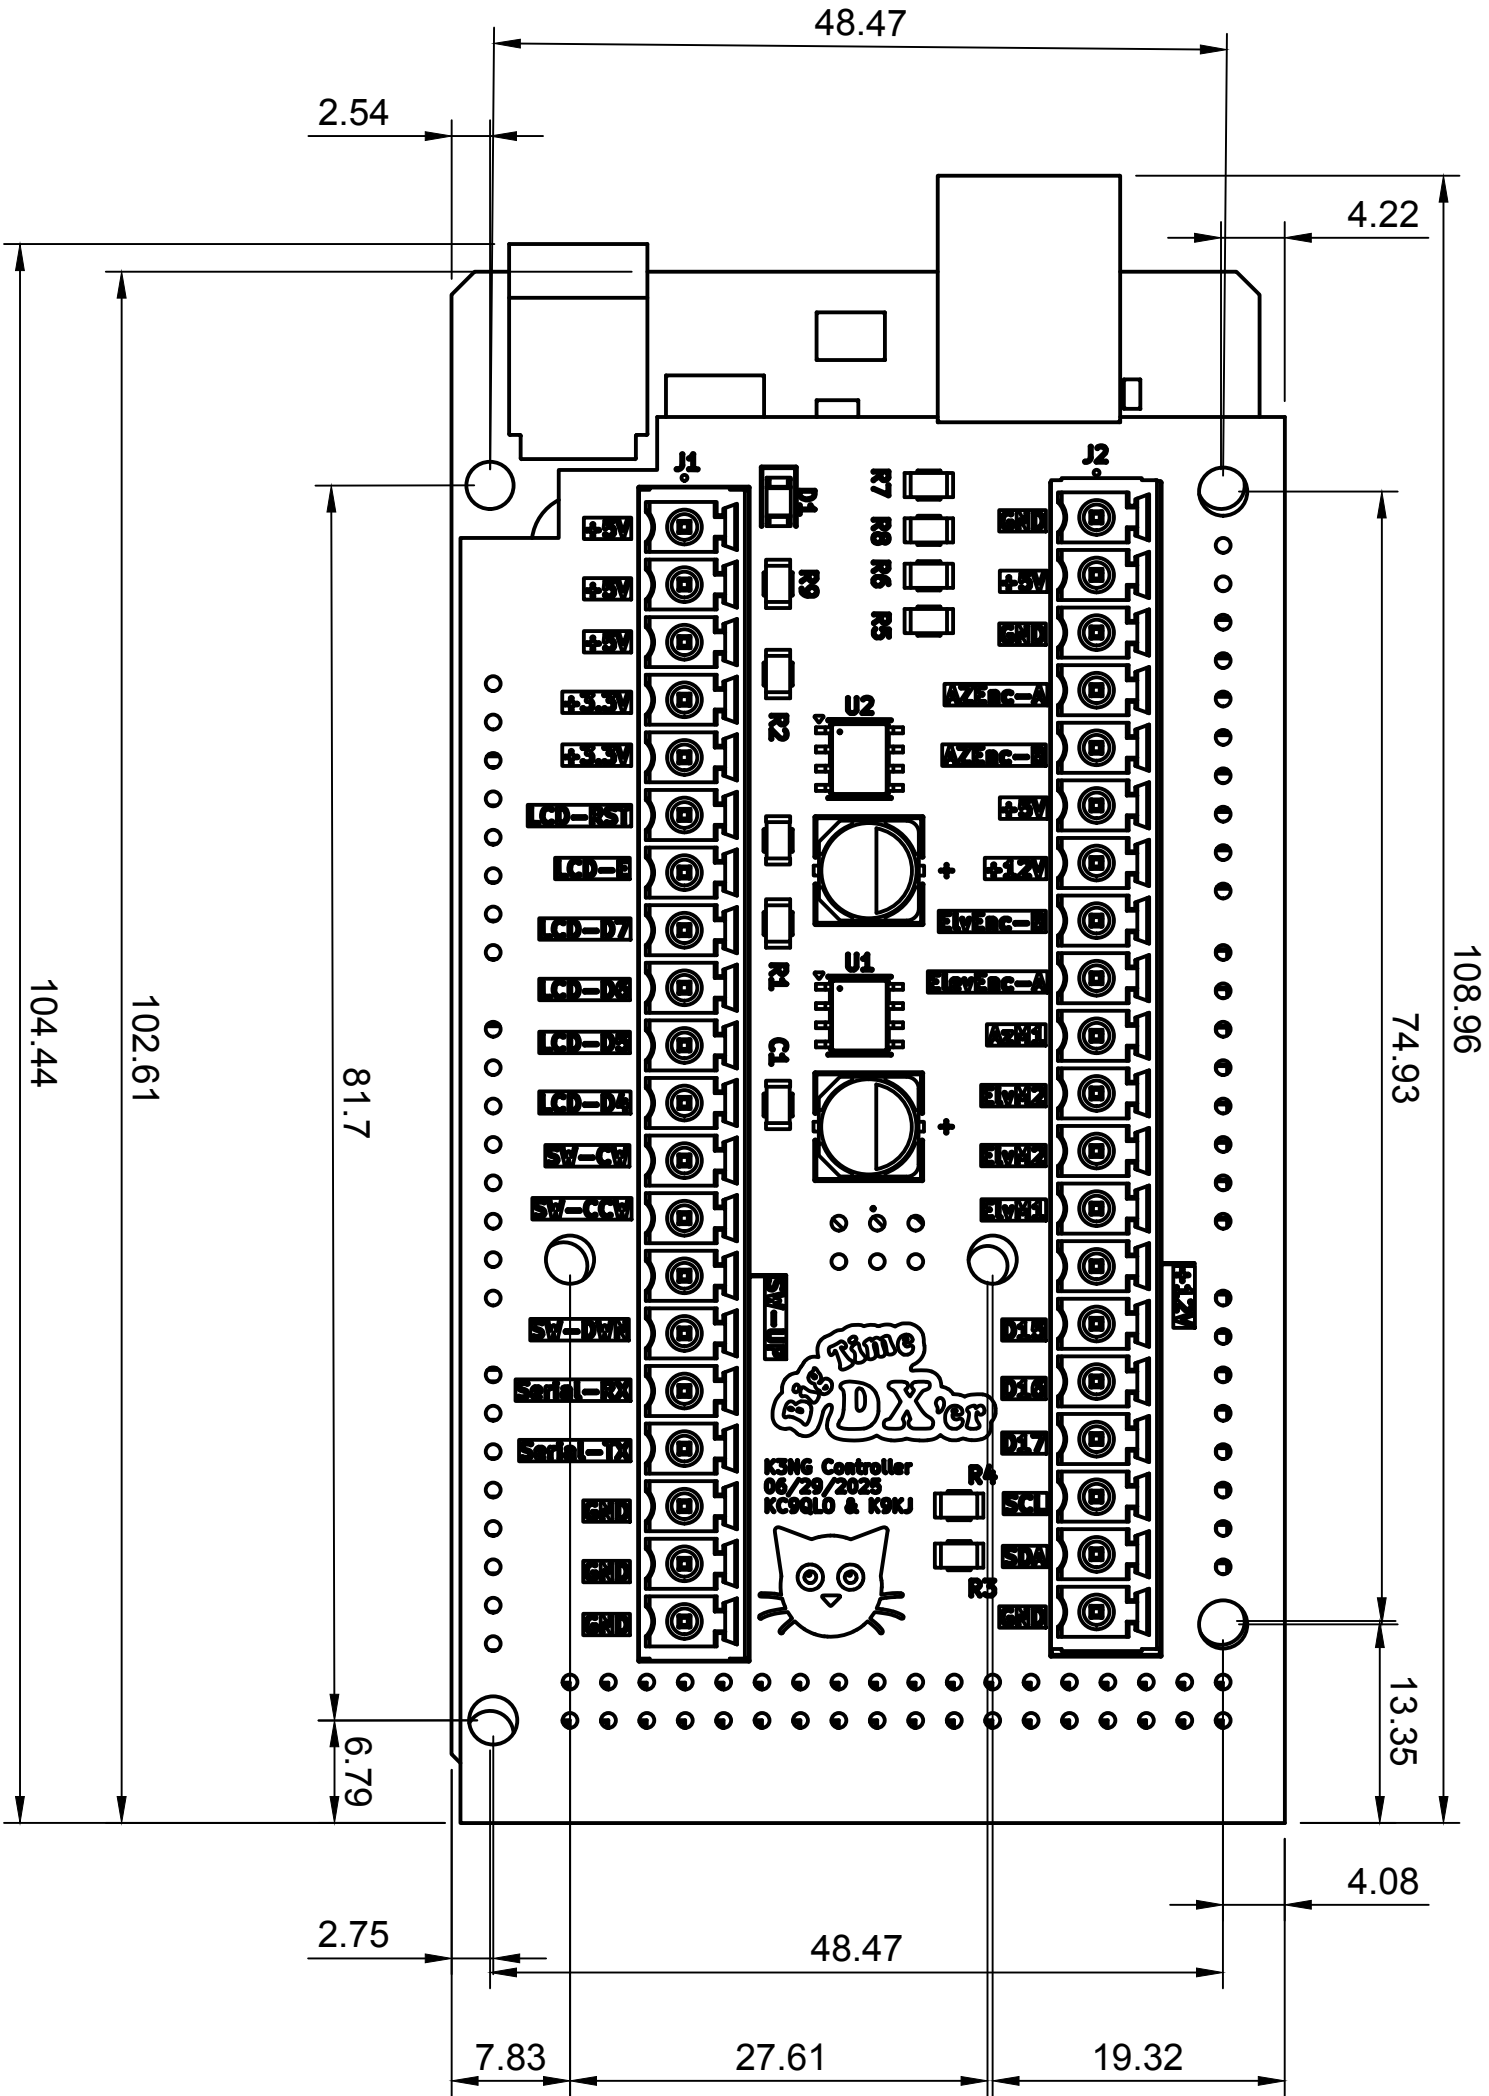 48.47
2.54
4.22
J1
J2
D1
R7
GND
+5V
R8
+5V
R9
R6
+5V
+5V
R5
GND
+3.3V
R2
U2
AZEnc-A
+3.3V
AZEnc-B
LCD-RST
+5V
LCD-E
+
+12V
LCD-D7
R1
U1
ElvEnc-B
LCD-D6
ElevEnc-A
LCD-D5
C1
AzM1
LCD-D4
+
ElvM2
SW-CW
ElvM2
SW-CCW
ElvM1
SW-UP
+12V
SW-DWN
Big Time
DX'er
D15
Serial-RX
D16
Serial-TX
D17
K3NG Controller
06/29/2025
KC9QLO & K9KJ
R4
GND
SCL
GND
R3
SDA
GND
GND
104.44
102.61
81.7
6.79
108.96
74.93
13.35
4.08
2.75
48.47
7.83
27.61
19.32